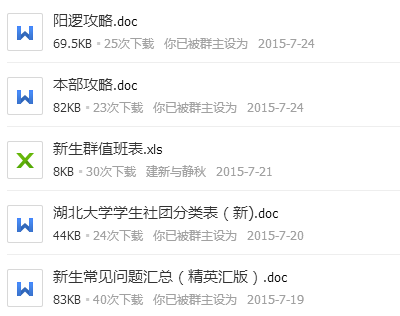 阳逻攻略.doc
69.5KB 25次下载 你已被群主设为 2015-7-24
本部攻略.doc
82KB 23次下载 你已被群主设为 2015-7-24
新生群值班表.xls
8KB 30次下载 建新与静秋 2015-7-21
湖北大学学生社团分类表（新).doc
44KB 24次下载 你已被群主设为 2015-7-20
新生常见问题汇总（精英汇版）.doc
83KB 40次下载 你已被群主设为 2015-7-19